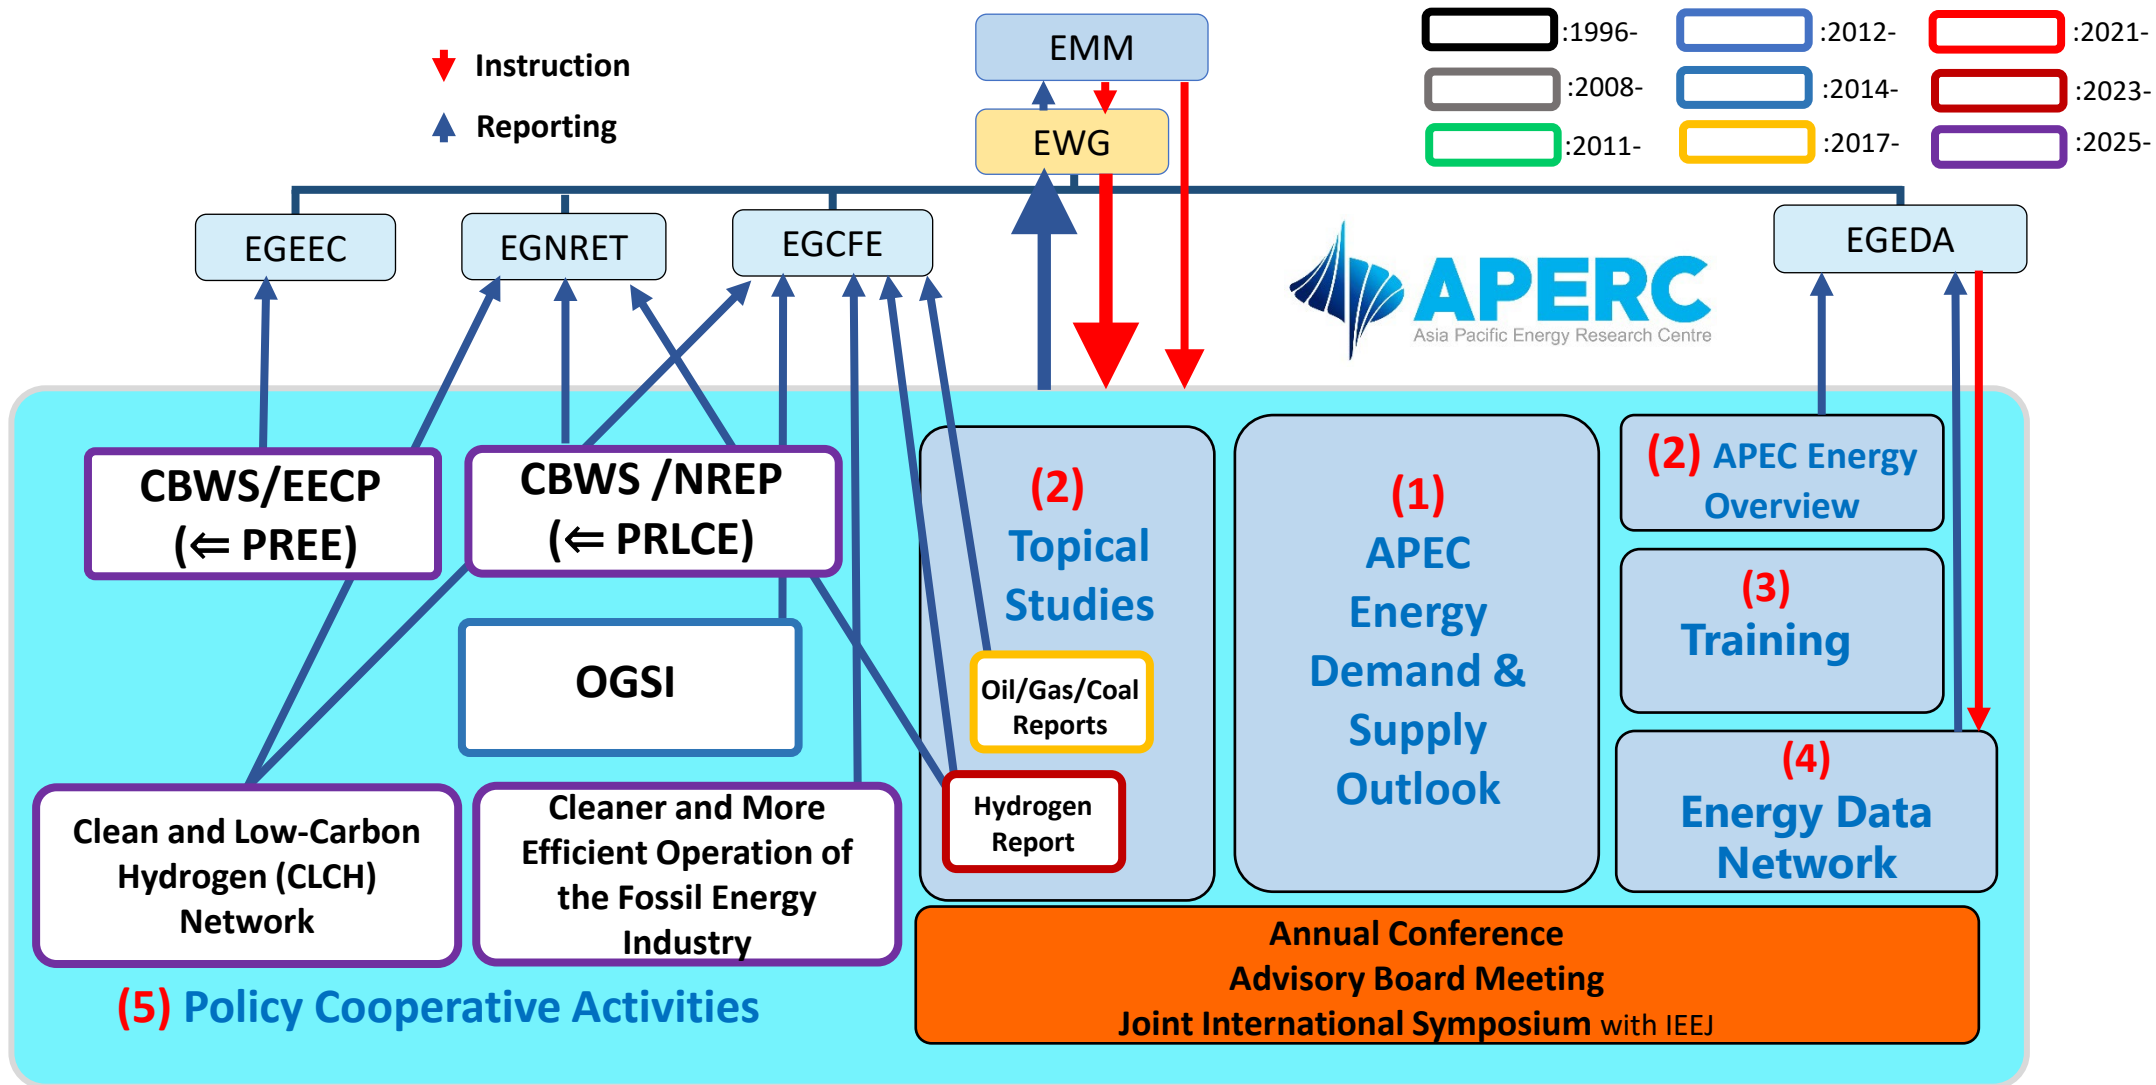 Instruction
Reporting
EMM
EWG
:1996-
:2012-
:2021-
:2008-
:2014-
:2023-
:2011-
:2017-
:2025-
EGEEC
EGNRET
EGCFE
EGEDA
APERC
Asia Pacific Energy Research Centre
CBWS/EECP
(⇐ PREE)
CBWS /NREP
(⇐ PRLCE)
OGSI
Clean and Low-Carbon
Hydrogen (CLCH)
Network
Cleaner and More
Efficient Operation of
the Fossil Energy
Industry
(5) Policy Cooperative Activities
(2)
Topical
Studies
Oil/Gas/Coal
Reports
Hydrogen
Report
(1)
APEC
Energy
Demand &
Supply
Outlook
(2) APEC Energy
Overview
(3)
Training
(4)
Energy Data
Network
Annual Conference
Advisory Board Meeting
Joint International Symposium with IEEJ